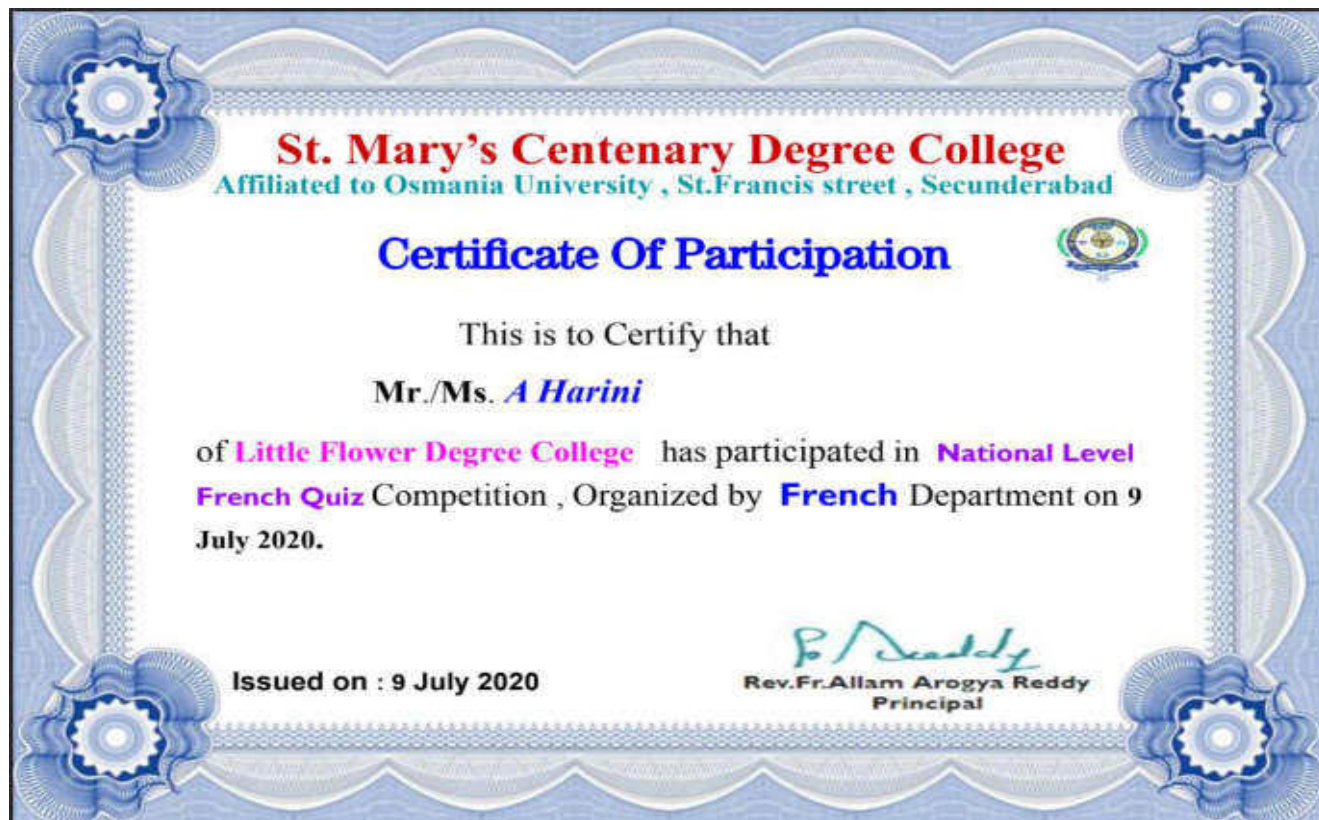 St. Mary's Centenary Degree College
Affiliated to Osmania University , St.Francis street , Secunderabad
Certificate Of Participation
This is to Certify that
Mr./Ms. A Harini
of Little Flower Degree College has participated in National Level
French Quiz Competition , Organized by French Department on 9
July 2020.
Issued on : 9 July 2020
Rev.Fr.Allam Arogya Reddy
Principal